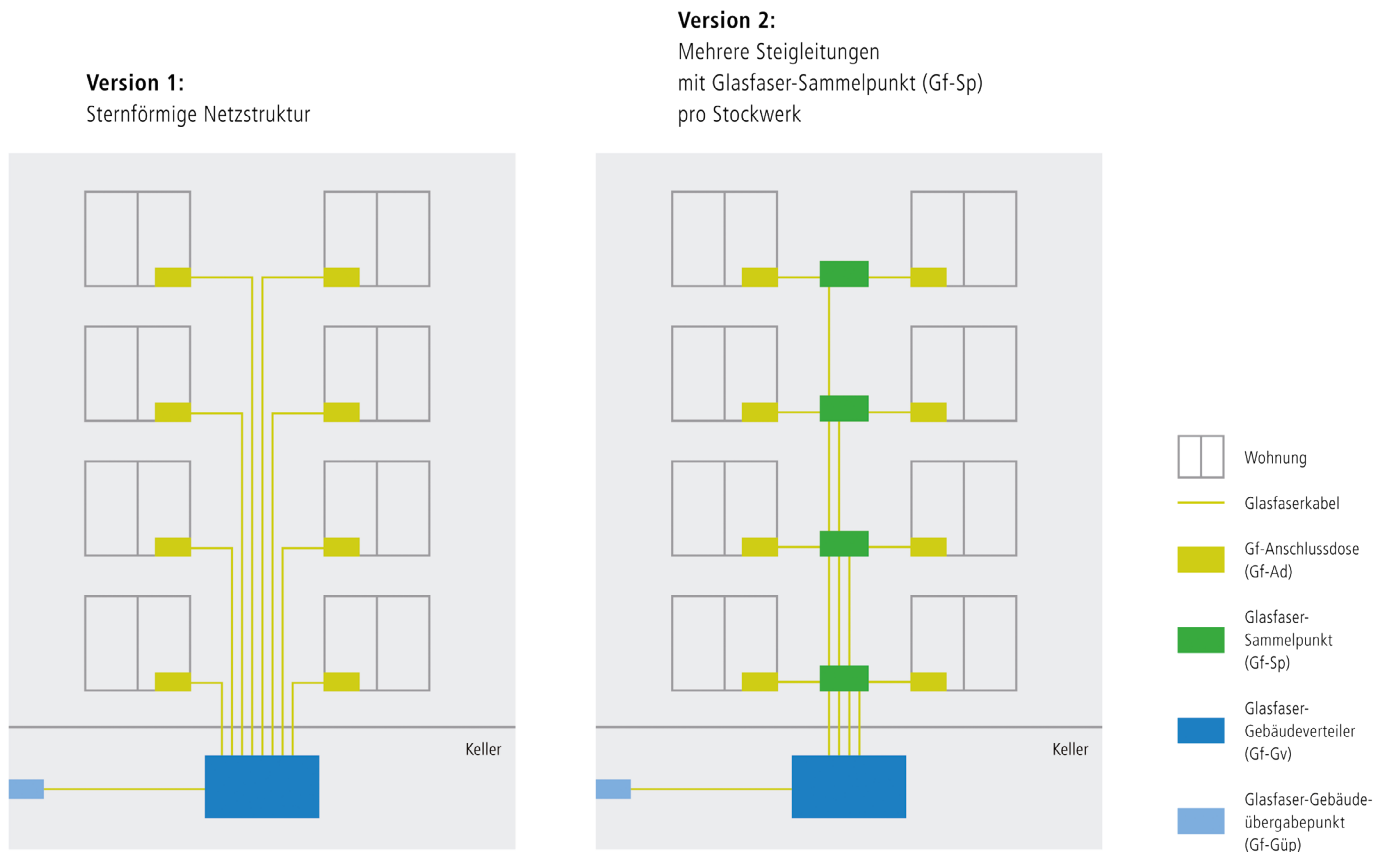 Version 1:
Sternförmige Netzstruktur
Version 2:
Mehrere Steigleitungen
mit Glasfaser-Sammelpunkt (Gf-Sp)
pro Stockwerk
Keller
Keller
Wohnung
Glasfaserkabel
Gf-Anschlussdose
(Gf-Ad)
Glasfaser-
Sammelpunkt
(Gf-Sp)
Glasfaser-
Gebäudeverteiler
(Gf-Gv)
Glasfaser-Gebäude-
übergabepunkt
(Gf-Güp)